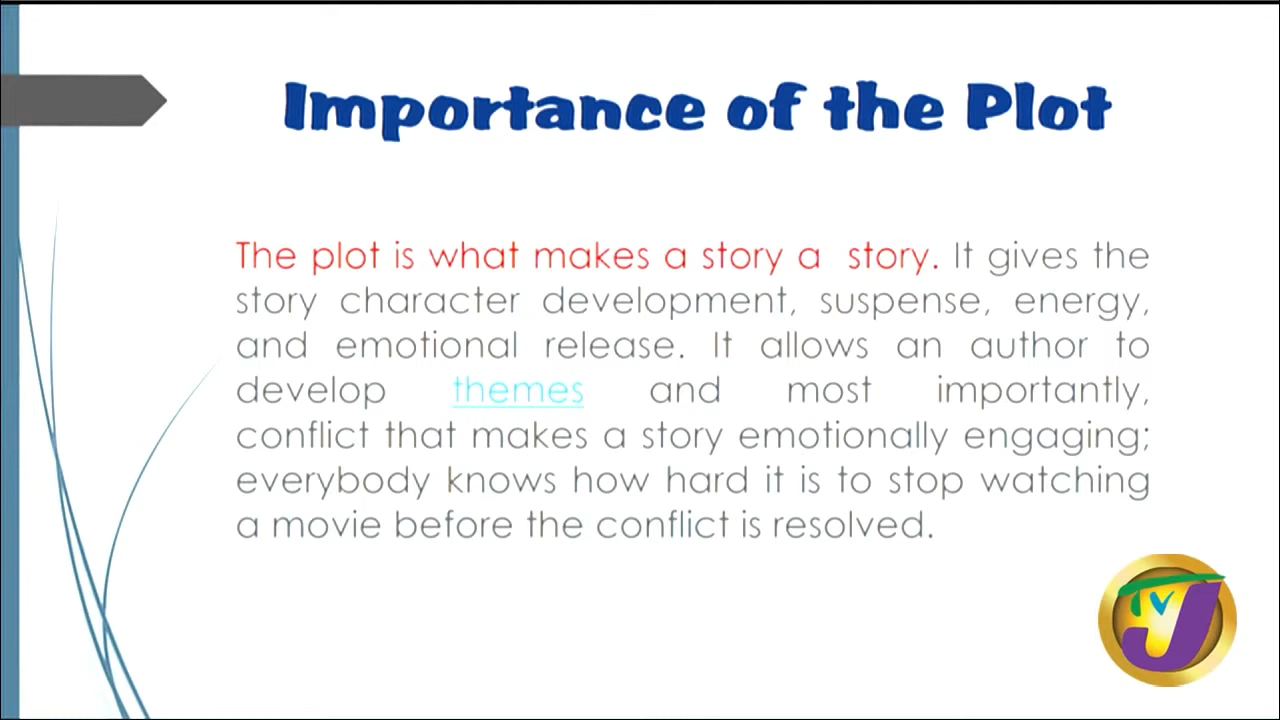 Importance of the Plot
The plot is what makes a story a story. It gives the
story character development, suspense, energy,
and emotional release. It allows an author to
develop themes and most importantly,
conflict that makes a story emotionally engaging;
everybody knows how hard it is to stop watching
a movie before the conflict is resolved.
TVJ